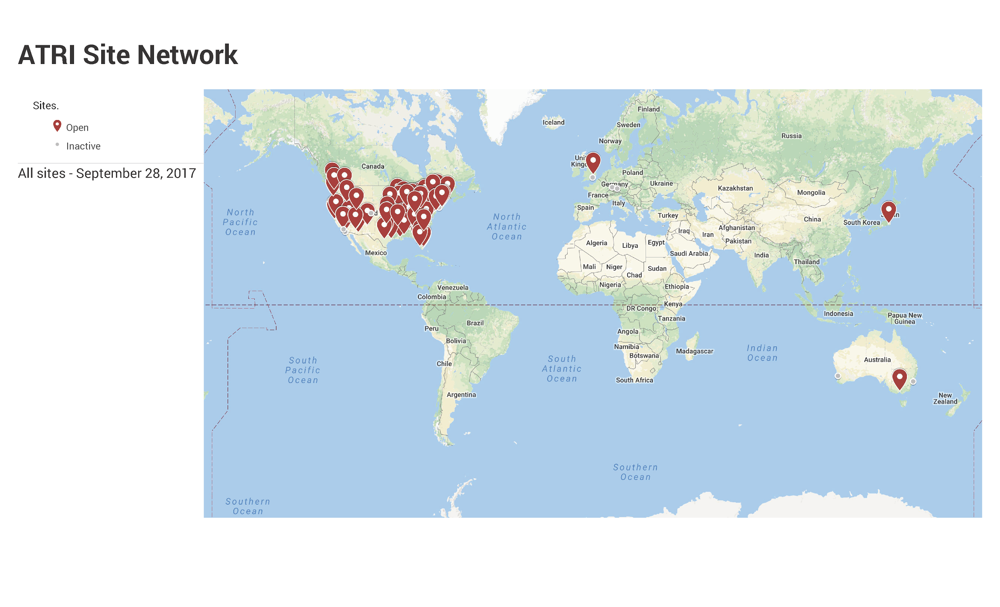 ATRI Site Network
Sites.
Open
Inactive
All sites - September 28, 2017
Finland
Iceland
Sweden
Russia
Norway
Canada
Poland
Ukraine
Germany
Kazakhstan
Mongolia
France
Italy
Spain
North
Pacific
Ocean
North
Atlantic
Ocean
Turkey
China
South Korea
Afghanistan
Iraq
Iran
Pakistan
Algeria
Libya
Egypt
Mexico
Saudi Arabia
India
Thailand
Mali
Niger
Sudan
Chad
Nigeria
Ethiopia
Venezuela
Colombia
Kenya
DR Congo
Indonesia
Papua New
Guinea
Tanzania
Brazil
Peru
Angola
Bolivia
Namibia
Madagascar
Indian
Ocean
Botswana
Australia
South
Pacific
Ocean
Chile
South
Atlantic
Ocean
South Africa
Argentina
New
Zealand
Southern
Ocean
Southern
Ocean